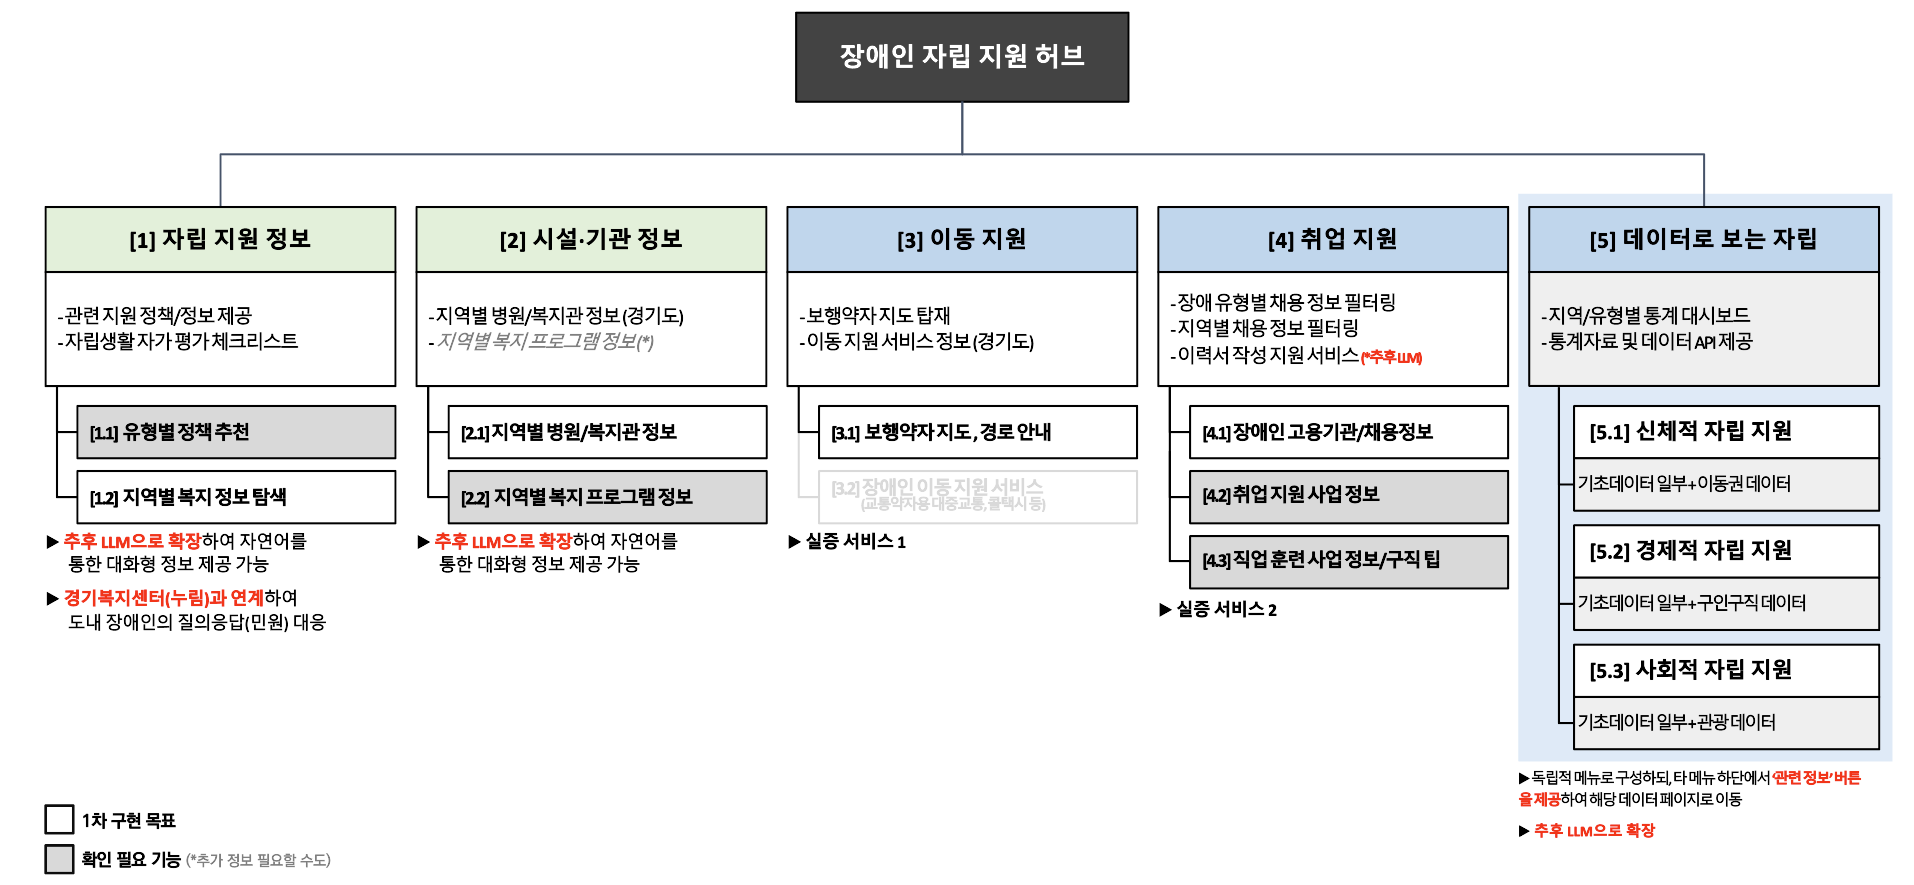 장애인 자립 지원 허브
[1] 자립 지원 정보
-관련 지원 정책/정보 제공
-자립생활 자가 평가 체크리스트
[1.1] 유형별 정책 추천
[1.2] 지역별 복지 정보 탐색
▶ 추후 LLM으로 확장하여 자연어를
통한 대화형 정보 제공 가능
▶ 경기복지센터(누림)과 연계하여
도내 장애인의 질의응답(민원) 대응
[2] 시설·기관 정보
-지역별 병원/복지관 정보(경기도)
- 지역별 복지 프로그램 정보(*)
[2.1] 지역별 병원/복지관 정보
[2.2] 지역별 복지 프로그램 정보
▶ 추후 LLM으로 확장하여 자연어를
통한 대화형 정보 제공 가능
[3] 이동 지원
-보행약자 지도 탑재
-이동 지원 서비스 정보(경기도)
[3.1] 보행약자 지도, 경로 안내
[3.2] 장애인 이동 지원 서비스
(교통약자용 대중교통, 콜택시 등)
▶ 실증 서비스 1
[4] 취업 지원
-장애 유형별 채용 정보 필터링
-지역별 채용 정보 필터링
-이력서 작성 지원 서비스(*추후 LLM)
[4.1] 장애인 고용기관/채용정보
[4.2] 취업 지원 사업 정보
[4.3] 직업 훈련 사업 정보/구직 팁
▶ 실증 서비스 2
[5] 데이터로 보는 자립
-지역/유형별 통계 대시보드
-통계자료 및 데이터 API 제공
[5.1] 신체적 자립 지원
기초데이터 일부+이동권 데이터
[5.2] 경제적 자립 지원
기초데이터 일부+구인구직 데이터
[5.3] 사회적 자립 지원
기초데이터 일부+관광 데이터
▶ 독립적 메뉴로 구성하되, 타 메뉴 하단에서 '관련 정보' 버튼
을 제공하여 해당 데이터 페이지로 이동
▶ 추후 LLM으로 확장
1차 구현 목표
확인 필요 기능 (*추가 정보 필요할 수도)